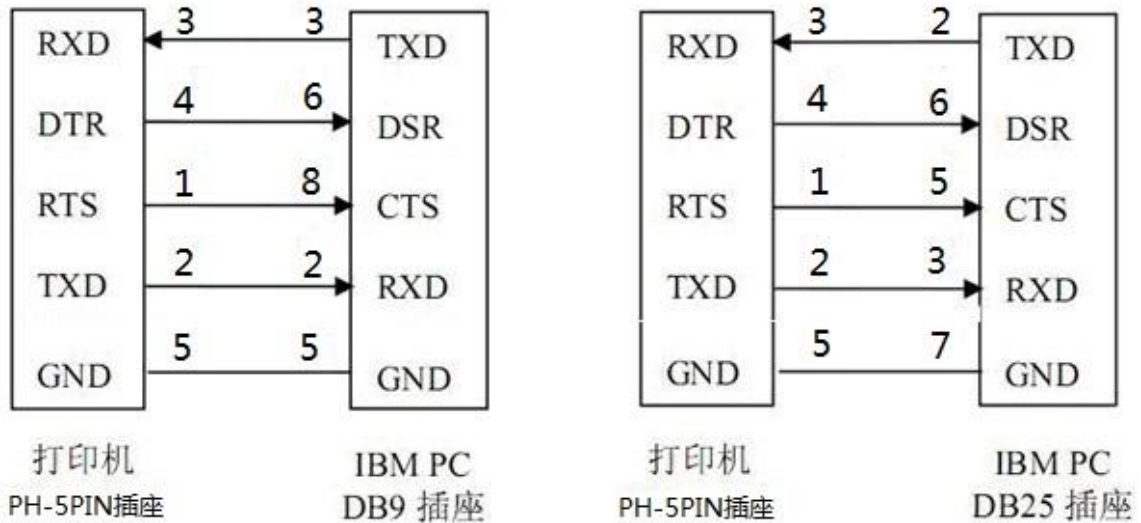 RXD 3 3 TXD
DTR 4 6 DSR
RTS 1 8 CTS
TXD 2 2 RXD
GND 5 5 GND
打印机
PH-5PIN插座
IBM PC
DB9 插座
RXD 3 2 TXD
DTR 4 6 DSR
RTS 1 5 CTS
TXD 2 3 RXD
GND 5 7 GND
打印机
PH-5PIN插座
IBM PC
DB25 插座